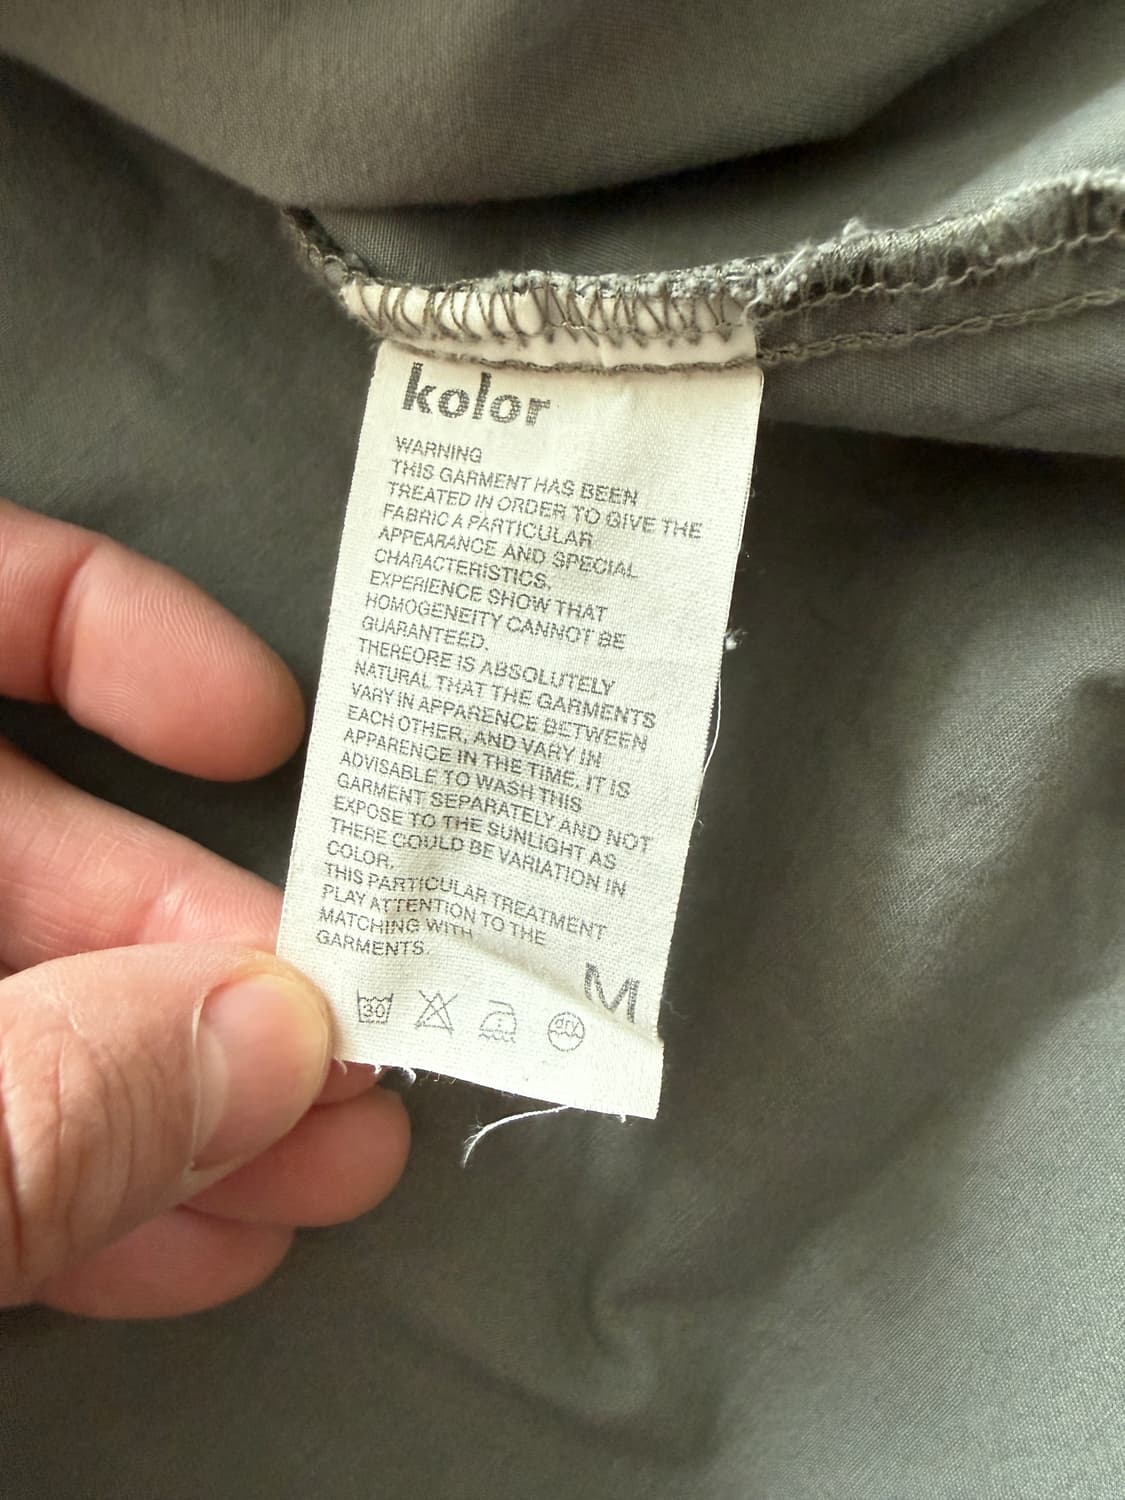 kolor
WARNING
THIS GARMENT HAS BEEN
TREATED IN ORDER TO GIVE THE
FABRIC A PARTICULAR
APPEARANCE AND SPECIAL
CHARACTERISTICS.
EXPERIENCE SHOW THAT
HOMOGENEITY CANNOT BE
GUARANTEED.
THEREORE IS ABSOLUTELY
NATURAL THAT THE GARMENTS
VARY IN APPARENCE BETWEEN
EACH OTHER, AND VARY IN
APPARENCE IN THE TIME. IT IS
ADVISABLE TO WASH THIS
GARMENT SEPARATELY AND NOT
EXPOSE TO THE SUNLIGHT AS
THERE COULD BE VARIATION IN
COLOR.
THIS PARTICULAR TREATMENT
PLAY ATTENTION TO THE
MATCHING WITH
GARMENTS.
M
30 dry